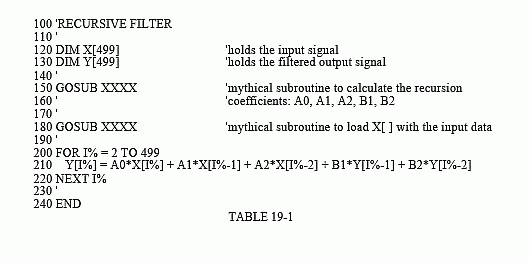 100 'RECURSIVE FILTER
110 '
120 DIM X[499] 'holds the input signal
130 DIM Y[499] 'holds the filtered output signal
140 '
150 GOSUB XXXX 'mythical subroutine to calculate the recursion
160 ' 'coefficients: A0, A1, A2, B1, B2
170 '
180 GOSUB XXXX 'mythical subroutine to load X[ ] with the input data
190 '
200 FOR I% = 2 TO 499
210 Y[I%] = A0*X[I%] + A1*X[I%-1] + A2*X[I%-2] + B1*Y[I%-1] + B2*Y[I%-2]
220 NEXT I%
230 '
240 END
TABLE 19-1